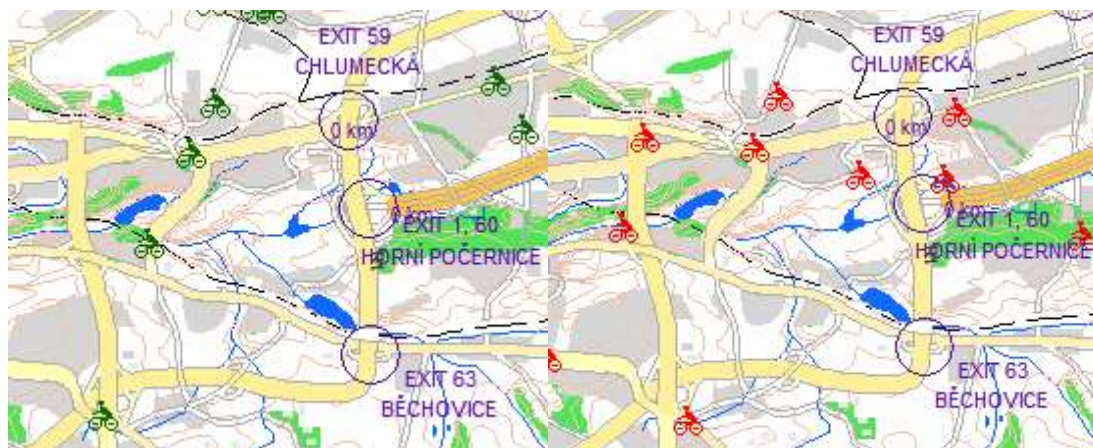 EXIT 59
CHLUMECKÁ
0 km
EXIT 1, 60
HORNÍ POČERNICE
EXIT 63
BĚCHOVICE
EXIT 59
CHLUMECKÁ
0 km
EXIT 1, 60
HORNÍ POČERNICE
EXIT 63
BĚCHOVICE